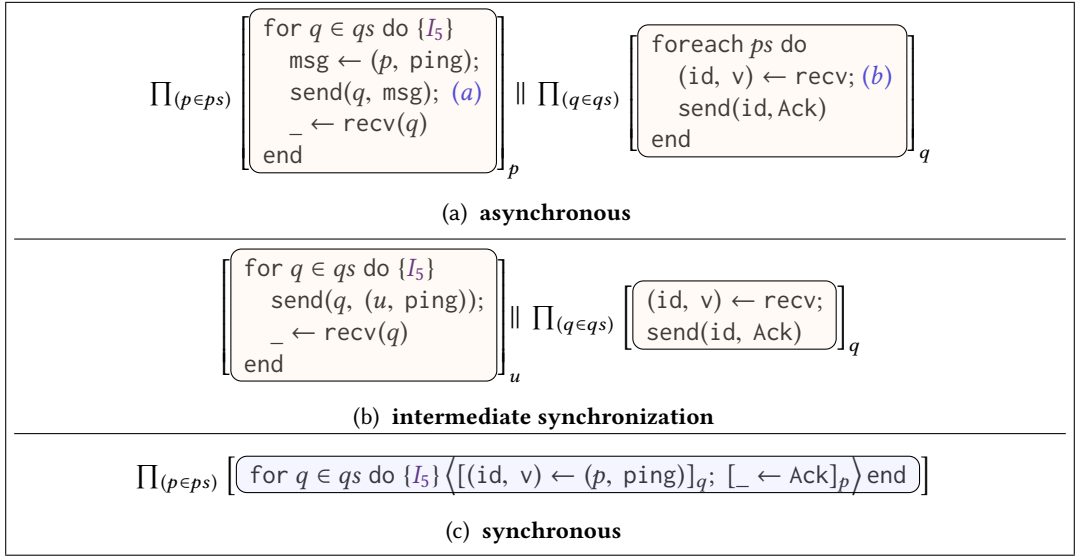 for q ∈ qs do {I₅}
msg ← (p, ping);
∏(p∈ps) send(q, msg); (a)
_ ← recv(q)
end
p
|| ∏(q∈qs)
foreach ps do
(id, v) ← recv; (b)
send(id, Ack)
end
q
(a) asynchronous
for q ∈ qs do {I₅}
send(q, (u, ping));
_ ← recv(q)
end
u
|| ∏(q∈qs)
(id, v) ← recv;
send(id, Ack)
q
(b) intermediate synchronization
∏(p∈ps) [for q ∈ qs do {I₅} ⟨[(id, v) ← (p, ping)]q; [_ ← Ack]p⟩ end]
(c) synchronous